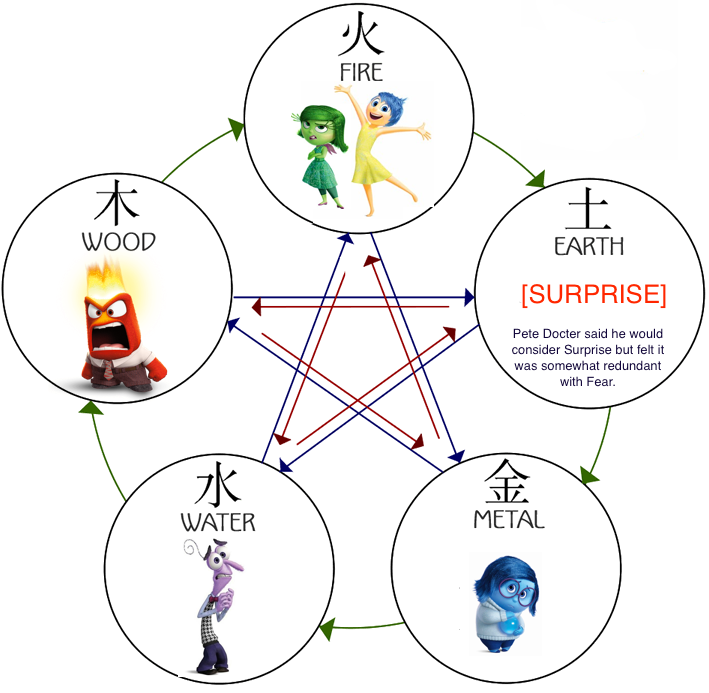 火
FIRE
木
WOOD
土
EARTH
[SURPRISE]
Pete Docter said he would
consider Surprise but felt it
was somewhat redundant
with Fear.
水
WATER
金
METAL